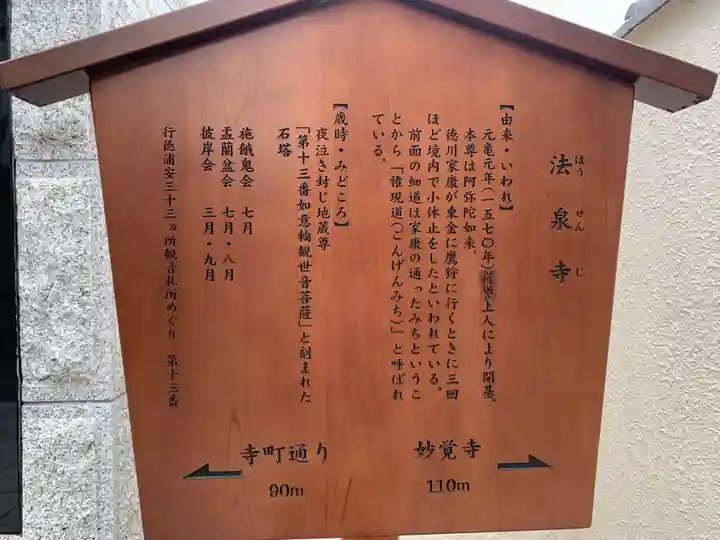 法泉寺
ほうせんじ
【由来・いわれ】
元亀元年(一五七〇年)上人により開基。
本尊は阿弥陀如来。
徳川家康が東金に鷹狩に行くときに三回
ほど境内で小休止をしたといわれている。
前面の細道は家康の通ったみちというこ
とから「権現道(ごんげんみち)」と呼ばれ
ている。
【歳時・みどころ】
夜泣き封じ地蔵尊
「第十三番如意輪観世音菩薩」と刻まれた
石塔
施餓鬼会 七月
盂蘭盆会 七月・八月
彼岸会 三月・九月
行徳浦安三十三ヵ所観音札所めぐり 第十三番
寺町通り
90m
妙覚寺
110m